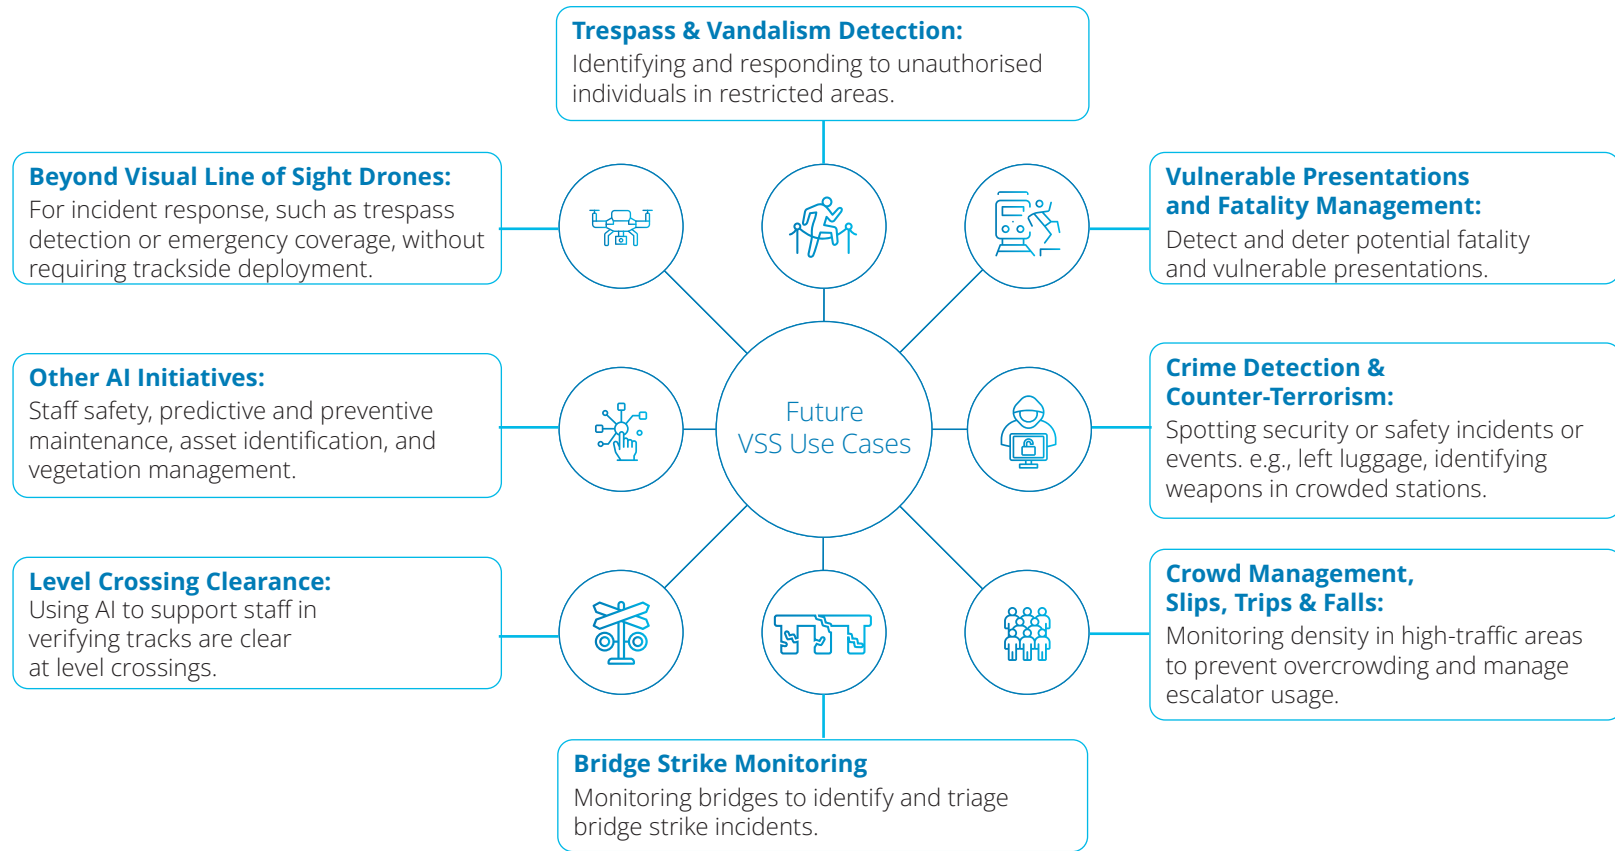 Trespass & Vandalism Detection:
Identifying and responding to unauthorised
individuals in restricted areas.
Beyond Visual Line of Sight Drones:
For incident response, such as trespass
detection or emergency coverage, without
requiring trackside deployment.
Vulnerable Presentations
and Fatality Management:
Detect and deter potential fatality
and vulnerable presentations.
Other AI Initiatives:
Staff safety, predictive and preventive
maintenance, asset identification, and
vegetation management.
Future
VSS Use Cases
Crime Detection &
Counter-Terrorism:
Spotting security or safety incidents or
events. e.g., left luggage, identifying
weapons in crowded stations.
Level Crossing Clearance:
Using AI to support staff in
verifying tracks are clear
at level crossings.
Crowd Management,
Slips, Trips & Falls:
Monitoring density in high-traffic areas
to prevent overcrowding and manage
escalator usage.
Bridge Strike Monitoring
Monitoring bridges to identify and triage
bridge strike incidents.